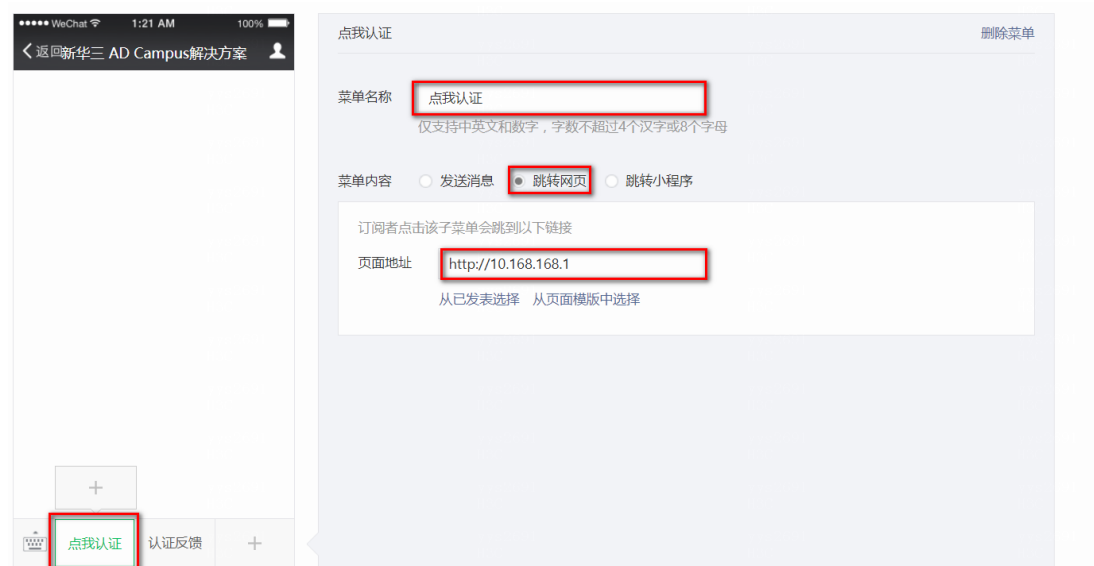 WeChat 1:21 AM 100%
返回新华三 AD Campus解决方案
点我认证 删除菜单
菜单名称 点我认证
仅支持中英文和数字，字数不超过4个汉字或8个字母
菜单内容 发送消息 跳转网页 跳转小程序
订阅者点击该子菜单会跳到以下链接
页面地址 http://10.168.168.1
从已发表选择 从页面模版中选择
+
点我认证 认证反馈 +